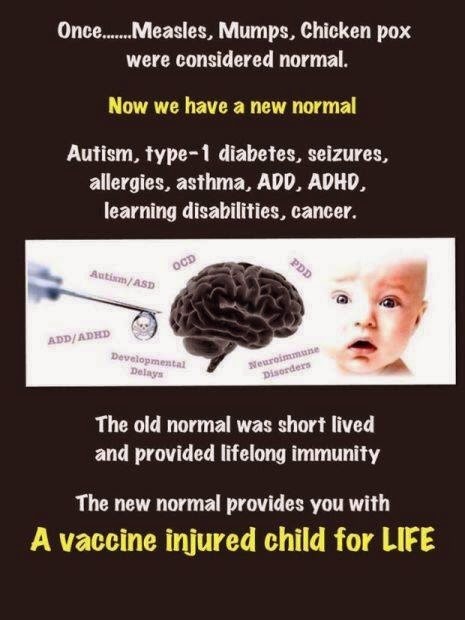 Once.......Measles, Mumps, Chicken pox
were considered normal.
Now we have a new normal
Autism, type-1 diabetes, seizures,
allergies, asthma, ADD, ADHD,
learning disabilities, cancer.
Autism/ASD
OCD
PDD
ADD/ADHD
Developmental
Delays
Neuroimmune
Disorders
The old normal was short lived
and provided lifelong immunity
The new normal provides you with
A vaccine injured child for LIFE